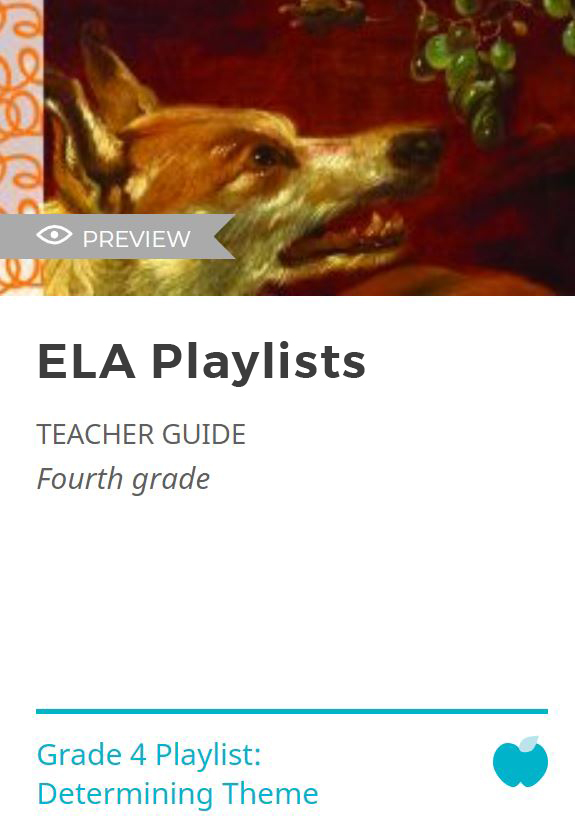 PREVIEW
ELA Playlists
TEACHER GUIDE
Fourth grade
Grade 4 Playlist:
Determining Theme